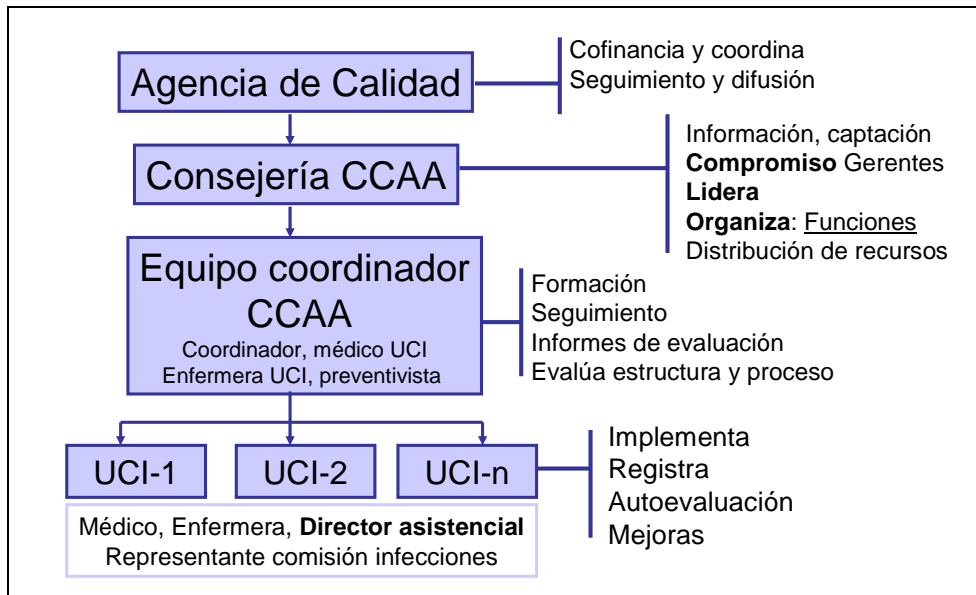 Agencia de Calidad
Cofinancia y coordina
Seguimiento y difusión
Consejería CCAA
Información, captación
Compromiso Gerentes
Lidera
Organiza: Funciones
Distribución de recursos
Equipo coordinador
CCAA
Coordinador, médico UCI
Enfermera UCI, preventivista
Formación
Seguimiento
Informes de evaluación
Evalúa estructura y proceso
UCI-1
UCI-2
UCI-n
Implementa
Registra
Autoevaluación
Mejoras
Médico, Enfermera, Director asistencial
Representante comisión infecciones